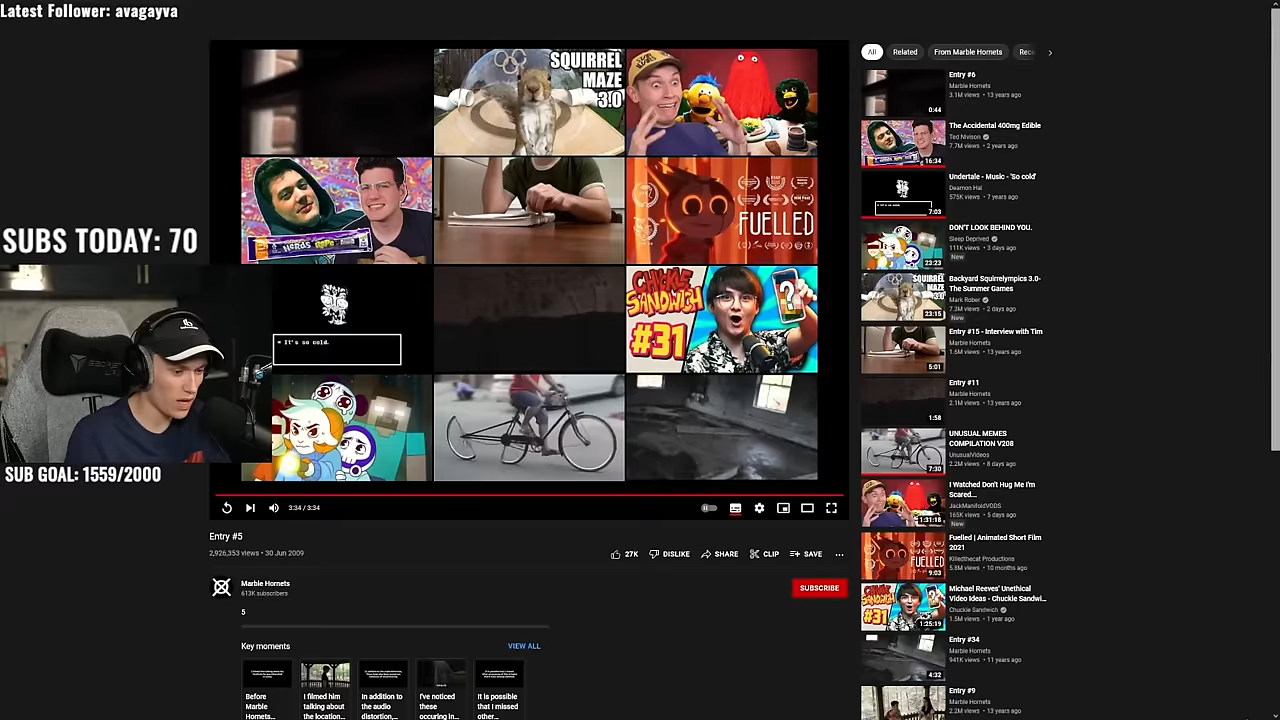 Latest Follower: avagayva
SUBS TODAY: 70
SUB GOAL: 1559/2000
SQUIRREL
MAZE
3.0
FUELLED
* It's so cold.
CHUCKLE
SANDWICH
#31
?
3:34 / 3:34
Entry #5
2,926,353 views • 30 Jun 2009
27K
DISLIKE
SHARE
CLIP
SAVE
Marble Hornets
613K subscribers
SUBSCRIBE
5
Key moments
VIEW ALL
Before
Marble
Hornets...
I filmed him
talking about
the location...
In addition to
the audio
distortion,...
I've noticed
these
occuring in...
It is possible
that I missed
other...
All
Related
From Marble Hornets
Rece
Entry #6
Marble Hornets
3.1M views • 13 years ago
0:44
The Accidental 400mg Edible
Ted Nivison
7.7M views • 2 years ago
16:34
Undertale - Music - 'So cold'
Deamon Hal
575K views • 7 years ago
7:03
DON'T LOOK BEHIND YOU.
Sleep Deprived
111K views • 3 days ago
New
23:23
Backyard Squirrelympics 3.0-
The Summer Games
Mark Rober
7.3M views • 2 days ago
New
23:15
Entry #15 - Interview with Tim
Marble Hornets
1.6M views • 13 years ago
5:01
Entry #11
Marble Hornets
2.1M views • 13 years ago
1:58
UNUSUAL MEMES
COMPILATION V208
UnusualVideos
2.2M views • 8 days ago
7:30
I Watched Don't Hug Me I'm
Scared...
JackManifoldVODS
165K views • 5 days ago
New
1:31:18
Fuelled | Animated Short Film
2021
Killedthecat Productions
5.8M views • 10 months ago
9:03
Michael Reeves' Unethical
Video Ideas - Chuckle Sandwi...
Chuckle Sandwich
1.5M views • 1 year ago
1:25:19
Entry #34
Marble Hornets
941K views • 11 years ago
4:32
Entry #9
Marble Hornets
2.2M views • 13 years ago